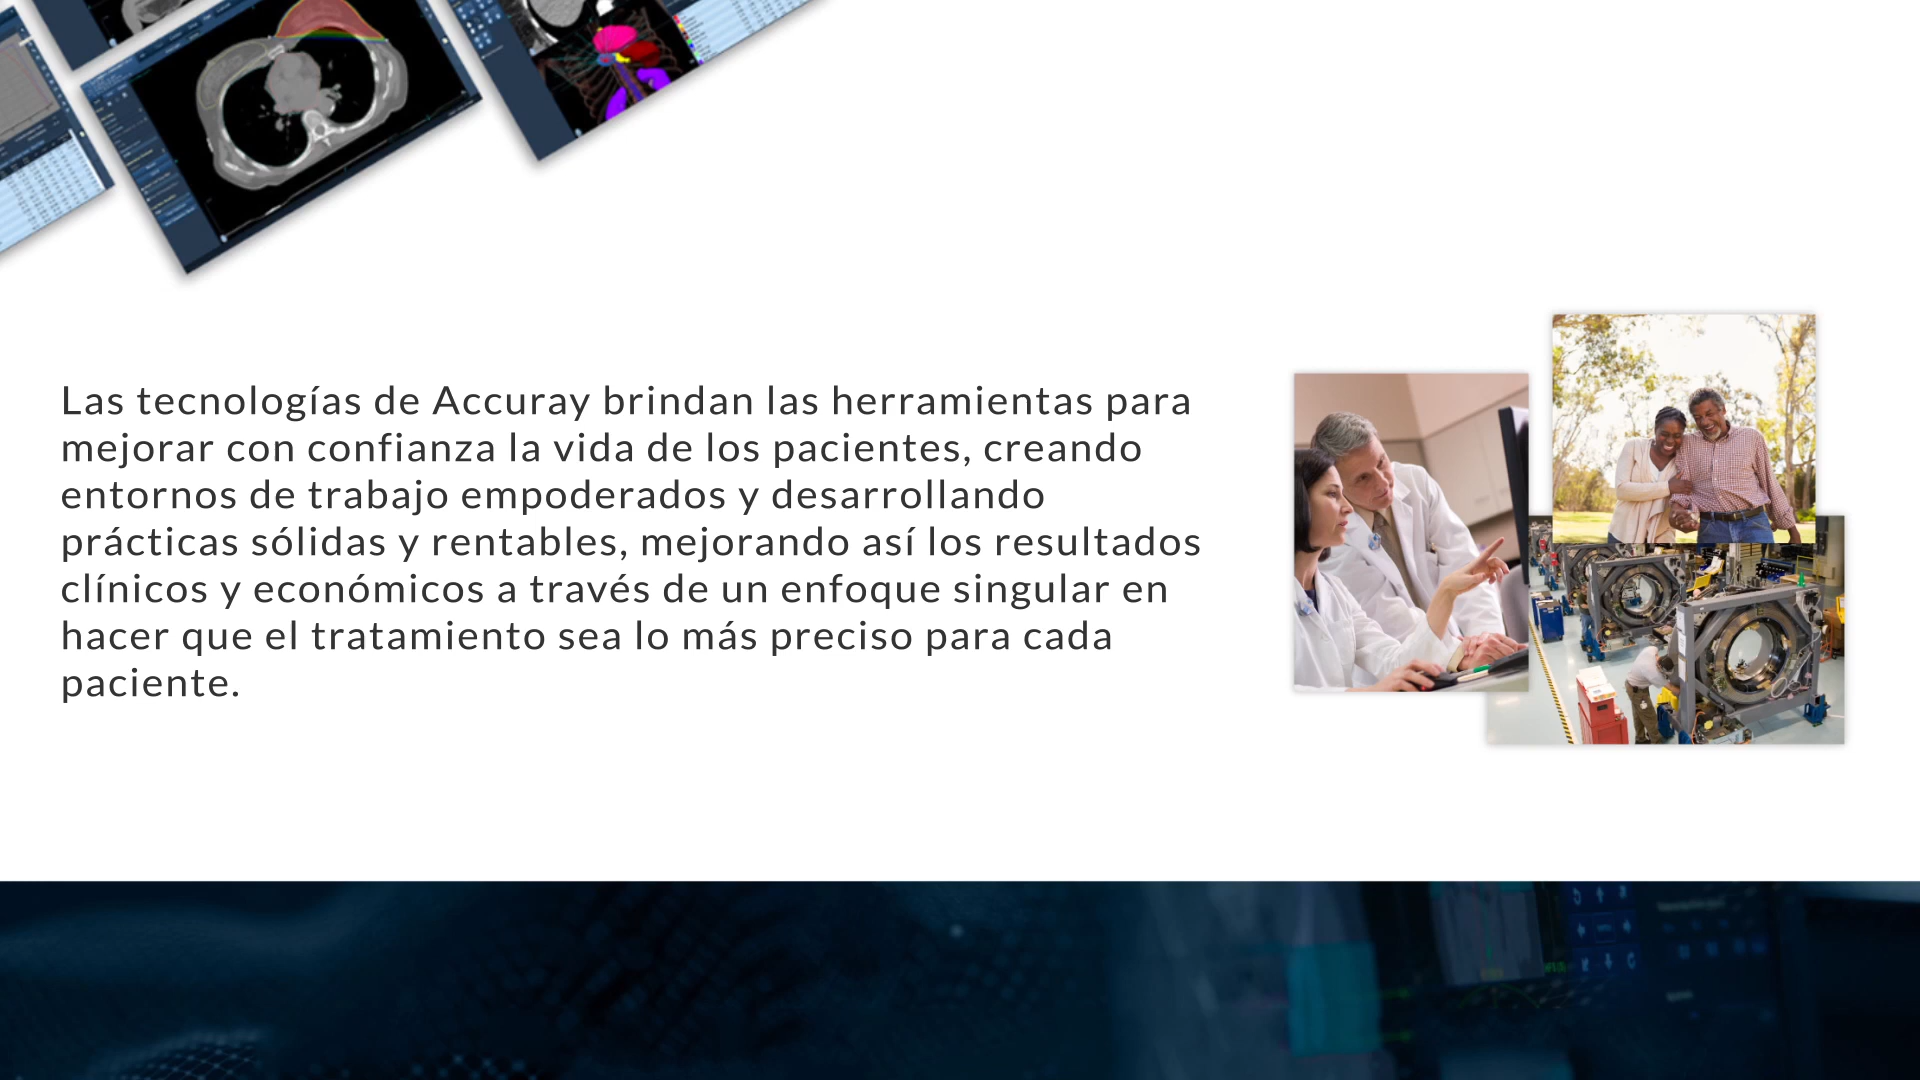 Las tecnologías de Accuray brindan las herramientas para
mejorar con confianza la vida de los pacientes, creando
entornos de trabajo empoderados y desarrollando
prácticas sólidas y rentables, mejorando así los resultados
clínicos y económicos a través de un enfoque singular en
hacer que el tratamiento sea lo más preciso para cada
paciente.